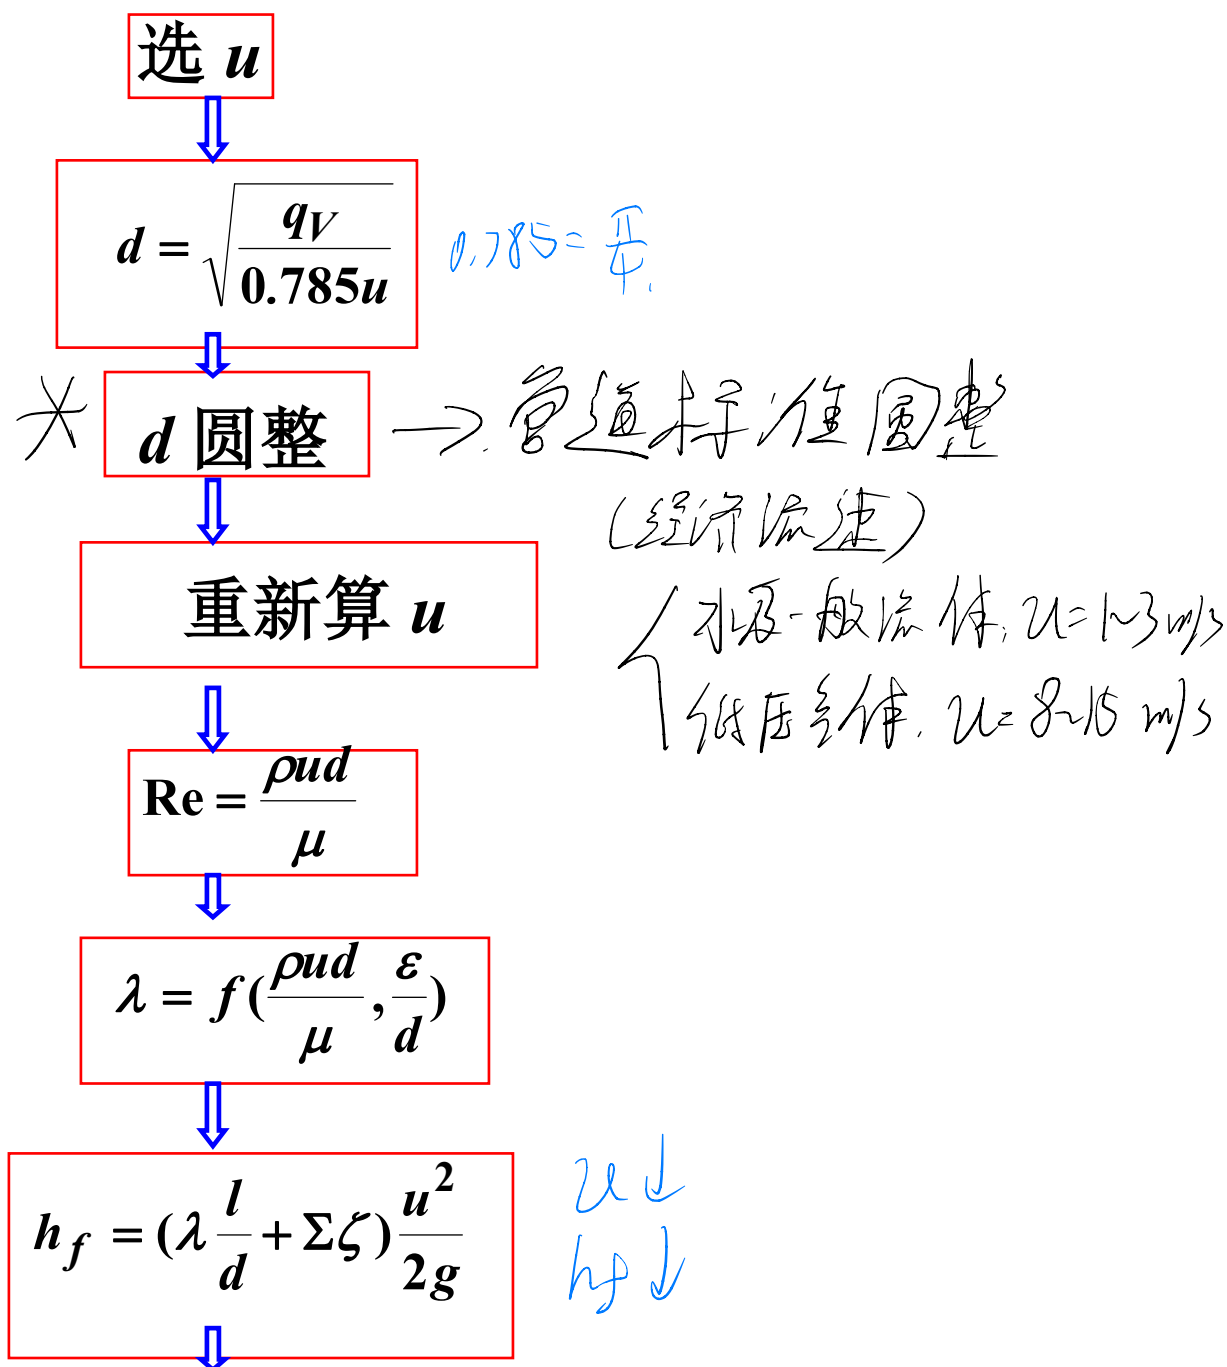 选 u
d = √(q_V / 0.785u)
0.785 = π/4.
* d 圆整 → 管道标准圆整
(经济流速)
重新算 u
水及一般流体, u = 1~3 m/s
低压气体, u = 8~15 m/s
Re = ρud / μ
λ = f(ρud / μ , ε / d)
h_f = (λ l/d + Σζ) u²/2g
u ↓
h_f ↓